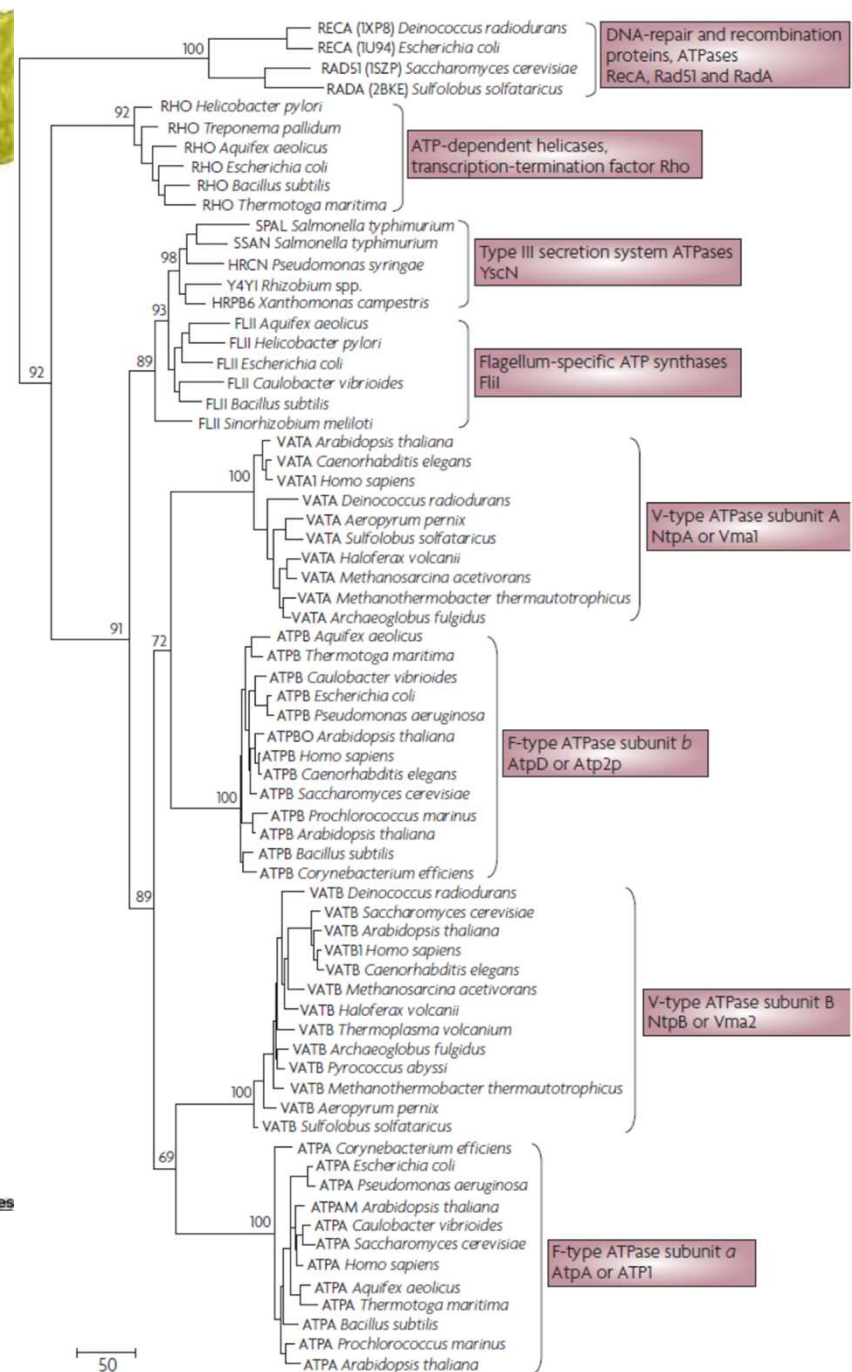 RECA (1XP8) Deinococcus radiodurans
RECA (1U94) Escherichia coli
RAD51 (1SZP) Saccharomyces cerevisiae
RADA (2BKE) Sulfolobus solfataricus
100
DNA-repair and recombination
proteins, ATPases
RecA, Rad51 and RadA
RHO Helicobacter pylori
RHO Treponema pallidum
RHO Aquifex aeolicus
RHO Escherichia coli
RHO Bacillus subtilis
RHO Thermotoga maritima
92
ATP-dependent helicases,
transcription-termination factor Rho
SPAL Salmonella typhimurium
SSAN Salmonella typhimurium
HRCN Pseudomonas syringae
Y4YI Rhizobium spp.
HRPB6 Xanthomonas campestris
98
Type III secretion system ATPases
YscN
93
FLII Aquifex aeolicus
FLII Helicobacter pylori
FLII Escherichia coli
FLII Caulobacter vibrioides
FLII Bacillus subtilis
FLII Sinorhizobium meliloti
89
92
Flagellum-specific ATP synthases
FliI
VATA Arabidopsis thaliana
VATA Caenorhabditis elegans
VATA1 Homo sapiens
VATA Deinococcus radiodurans
VATA Aeropyrum pernix
VATA Sulfolobus solfataricus
VATA Haloferax volcanii
VATA Methanosarcina acetivorans
VATA Methanothermobacter thermautotrophicus
VATA Archaeoglobus fulgidus
100
V-type ATPase subunit A
NtpA or Vma1
91
72
ATPB Aquifex aeolicus
ATPB Thermotoga maritima
ATPB Caulobacter vibrioides
ATPB Escherichia coli
ATPB Pseudomonas aeruginosa
ATPBO Arabidopsis thaliana
ATPB Homo sapiens
ATPB Caenorhabditis elegans
ATPB Saccharomyces cerevisiae
ATPB Prochlorococcus marinus
ATPB Arabidopsis thaliana
ATPB Bacillus subtilis
ATPB Corynebacterium efficiens
100
F-type ATPase subunit b
AtpD or Atp2p
89
VATB Deinococcus radiodurans
VATB Saccharomyces cerevisiae
VATB Arabidopsis thaliana
VATB1 Homo sapiens
VATB Caenorhabditis elegans
VATB Methanosarcina acetivorans
VATB Haloferax volcanii
VATB Thermoplasma volcanium
VATB Archaeoglobus fulgidus
VATB Pyrococcus abyssi
VATB Methanothermobacter thermautotrophicus
VATB Aeropyrum pernix
VATB Sulfolobus solfataricus
100
V-type ATPase subunit B
NtpB or Vma2
69
ATPA Corynebacterium efficiens
ATPA Escherichia coli
ATPA Pseudomonas aeruginosa
ATPAM Arabidopsis thaliana
ATPA Caulobacter vibrioides
ATPA Saccharomyces cerevisiae
ATPA Homo sapiens
ATPA Aquifex aeolicus
ATPA Thermotoga maritima
ATPA Bacillus subtilis
ATPA Prochlorococcus marinus
ATPA Arabidopsis thaliana
100
F-type ATPase subunit a
AtpA or ATP1
es
50